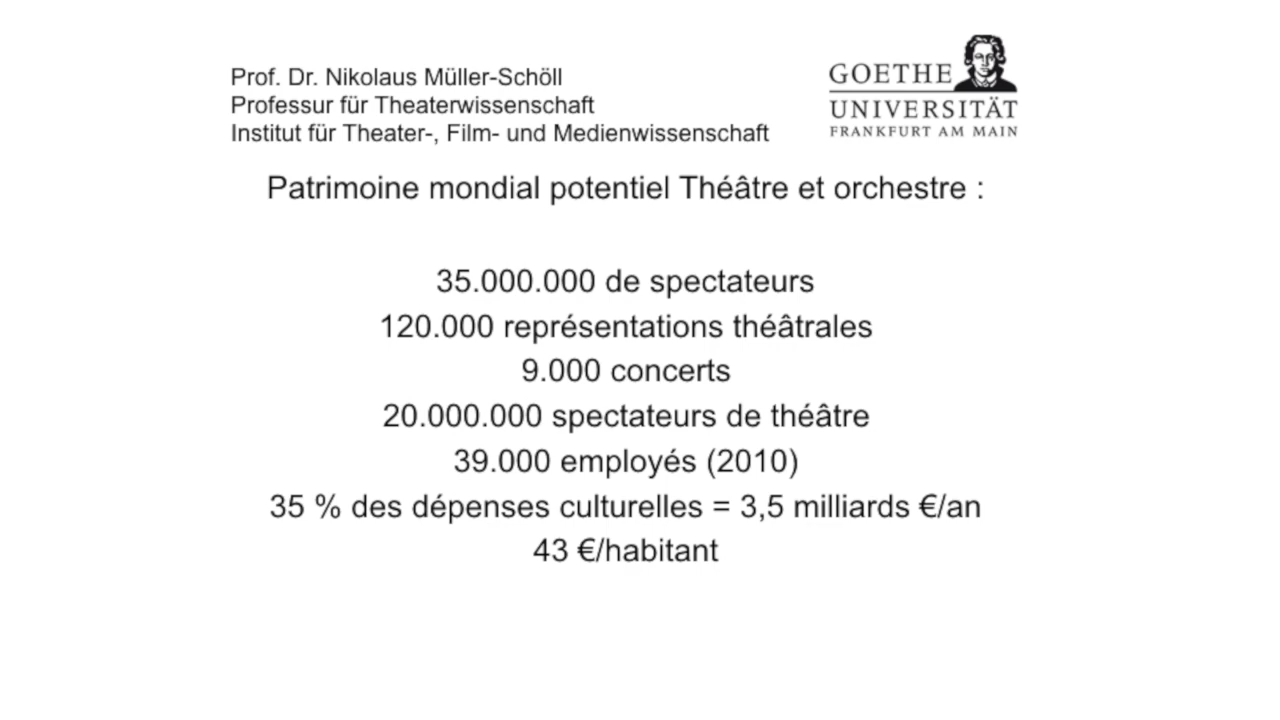 Prof. Dr. Nikolaus Müller-Schöll
Professur für Theaterwissenschaft
Institut für Theater-, Film- und Medienwissenschaft
GOETHE
UNIVERSITÄT
FRANKFURT AM MAIN
Patrimoine mondial potentiel Théâtre et orchestre :
35.000.000 de spectateurs
120.000 représentations théâtrales
9.000 concerts
20.000.000 spectateurs de théâtre
39.000 employés (2010)
35 % des dépenses culturelles = 3,5 milliards €/an
43 €/habitant